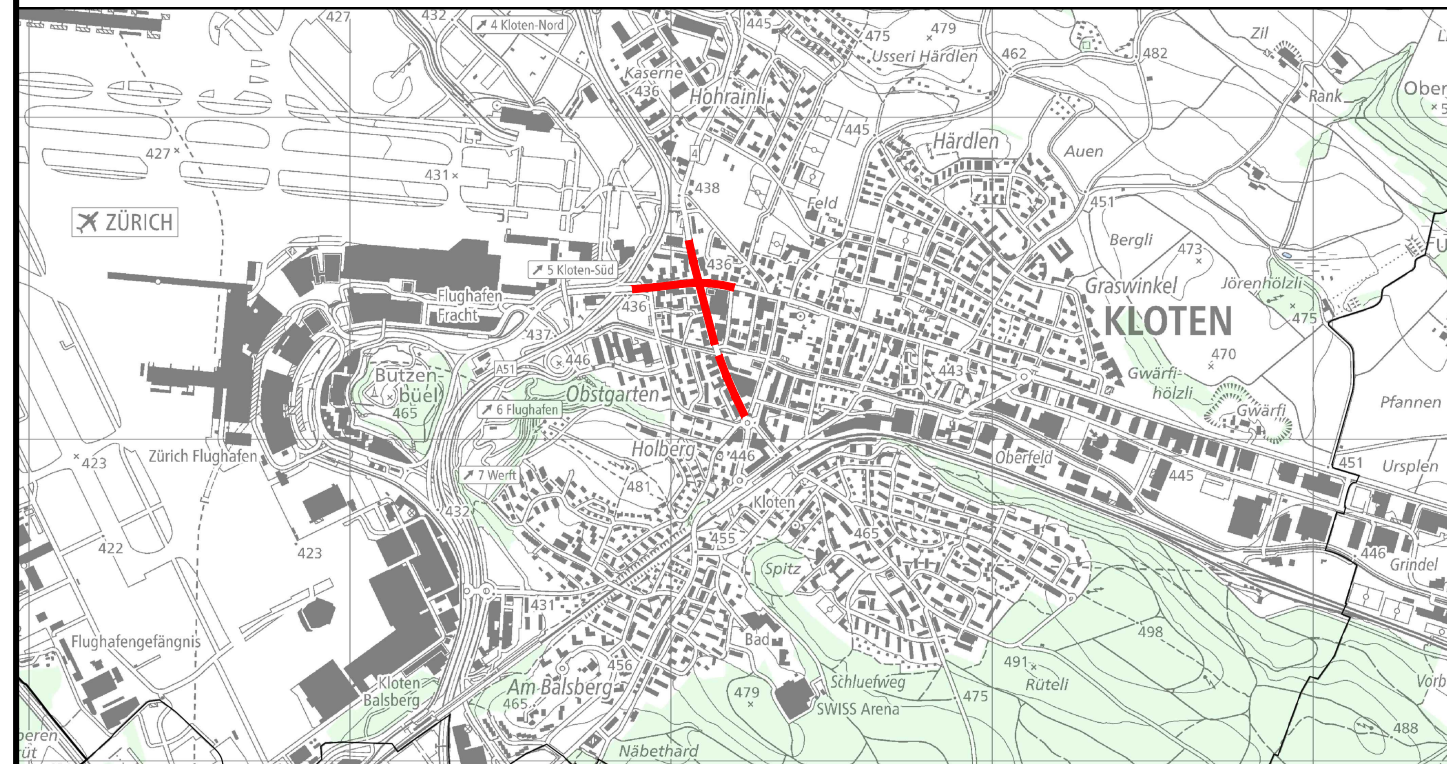 427
432
4 Kloten-Nord
445
475
479
Usseri Härdlen
462
482
Zil
Kaserne
436
Hohrainli
Rank
Ober
445
427
431
4
438
Härdlen
Auen
Feld
451
ZÜRICH
Bergli
473
5 Kloten-Süd
436
Graswinkel
Jörenhölzli
475
Flughafen
Fracht
436
437
KLOTEN
446
A51
470
Butzen-
büel
465
443
Gwärfi-
hölzli
Obstgarten
6 Flughafen
Gwärfi
Pfannen
423
Zürich Flughafen
Holberg
446
Oberfeld
451
Ursplen
7 Werft
481
445
Kloten
432
422
423
455
465
446
Grindel
Spitz
431
498
Flughafengefängnis
Bad
456
491
Rüteli
Kloten
Balsberg
Am Balsberg
465
479
Schluefweg
475
SWISS Arena
Vorb
488
peren
rüt
Näbethard